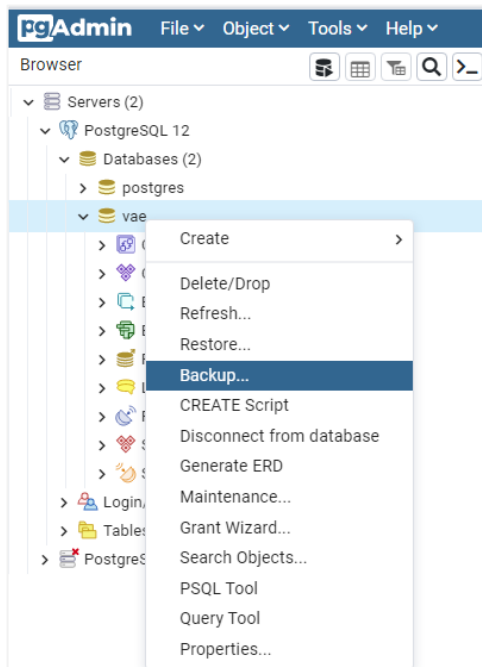 pgAdmin File Object Tools Help
Browser
Servers (2)
PostgreSQL 12
Databases (2)
postgres
vae
Create
Delete/Drop
Refresh...
Restore...
Backup...
CREATE Script
Disconnect from database
Generate ERD
Maintenance...
Grant Wizard...
Search Objects...
PSQL Tool
Query Tool
Properties...
Login/